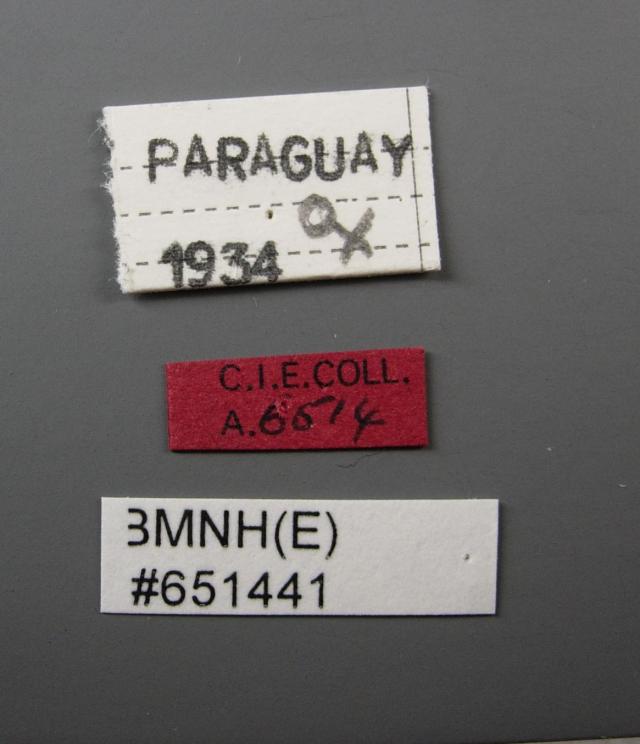 PARAGUAY
♀
1934
C.I.E.COLL.
A.6514
BMNH(E)
#651441